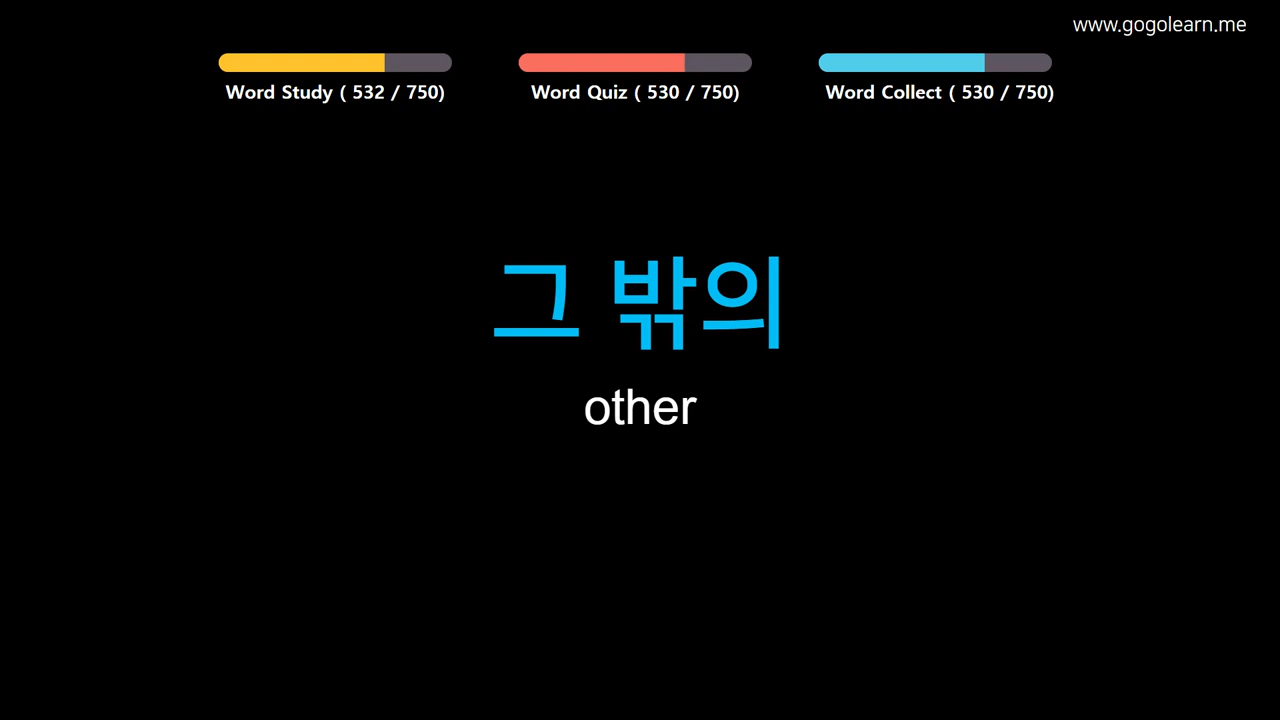 www.gogolearn.me
Word Study ( 532 / 750)
Word Quiz ( 530 / 750)
Word Collect ( 530 / 750)
그 밖의
other